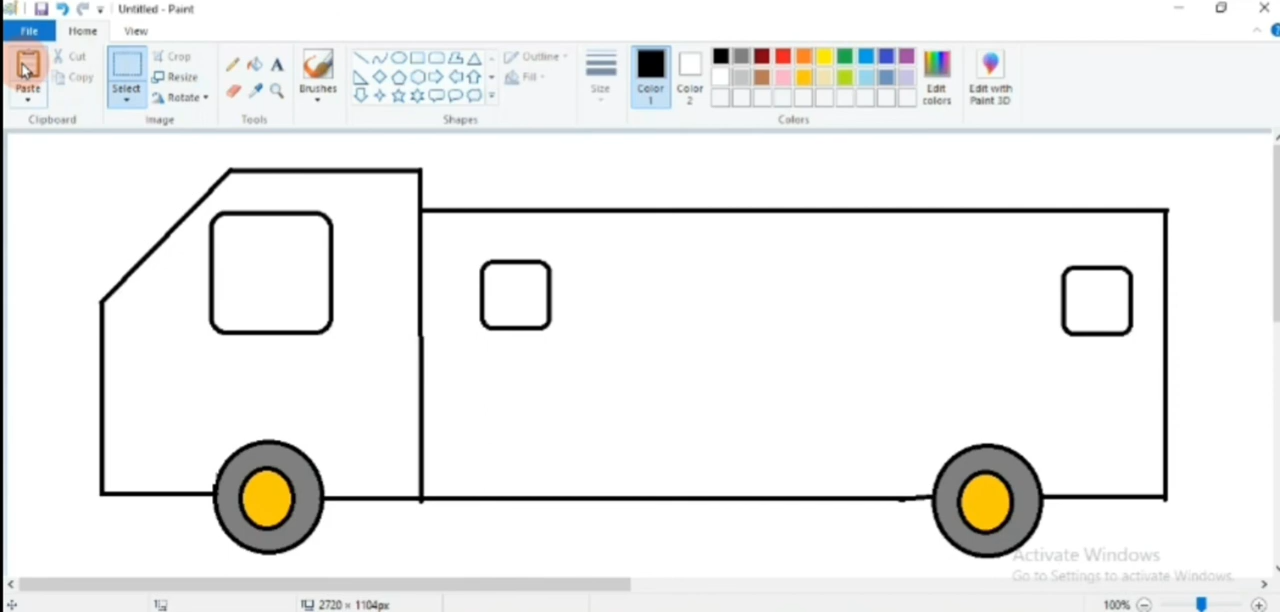 Untitled - Paint
File Home View
Paste
Cut
Copy
Clipboard
Select
Crop
Resize
Rotate
Image
Tools
Brushes
Shapes
Outline
Fill
Size
Color 1
Color 2
Edit colors
Colors
Edit with Paint 3D
Activate Windows
Go to Settings to activate Windows.
2720 × 1104px
100%